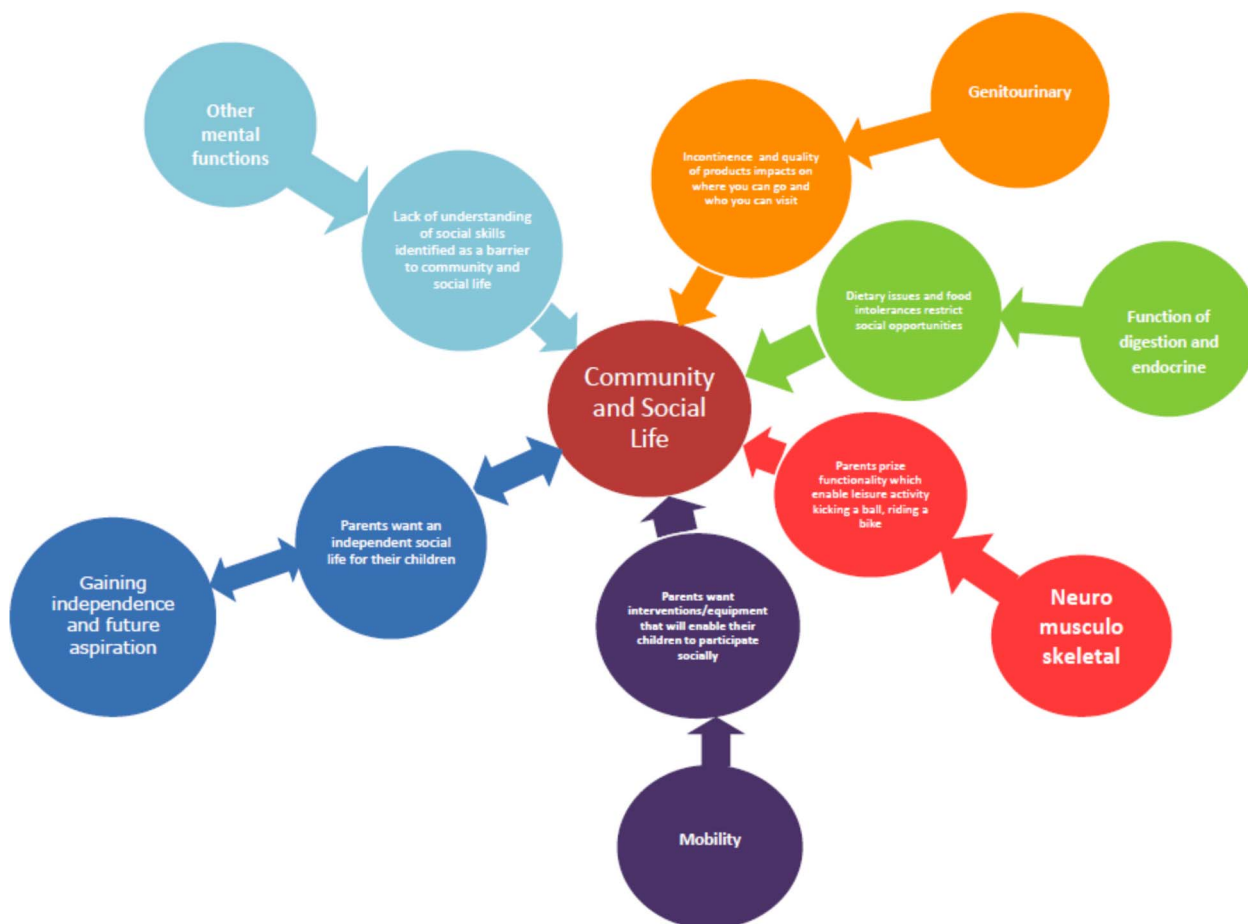 Other
mental
functions
Lack of understanding
of social skills
identified as a barrier
to community and
social life
Genitourinary
Incontinence and quality
of products impacts on
where you can go and
who you can visit
Dietary issues and food
intolerances restrict
social opportunities
Function of
digestion and
endocrine
Community
and Social
Life
Parents prize
functionality which
enable leisure activity
kicking a ball, riding a
bike
Neuro
musculo
skeletal
Parents want an
independent social
life for their children
Gaining
independence
and future
aspiration
Parents want
interventions/equipment
that will enable their
children to participate
socially
Mobility